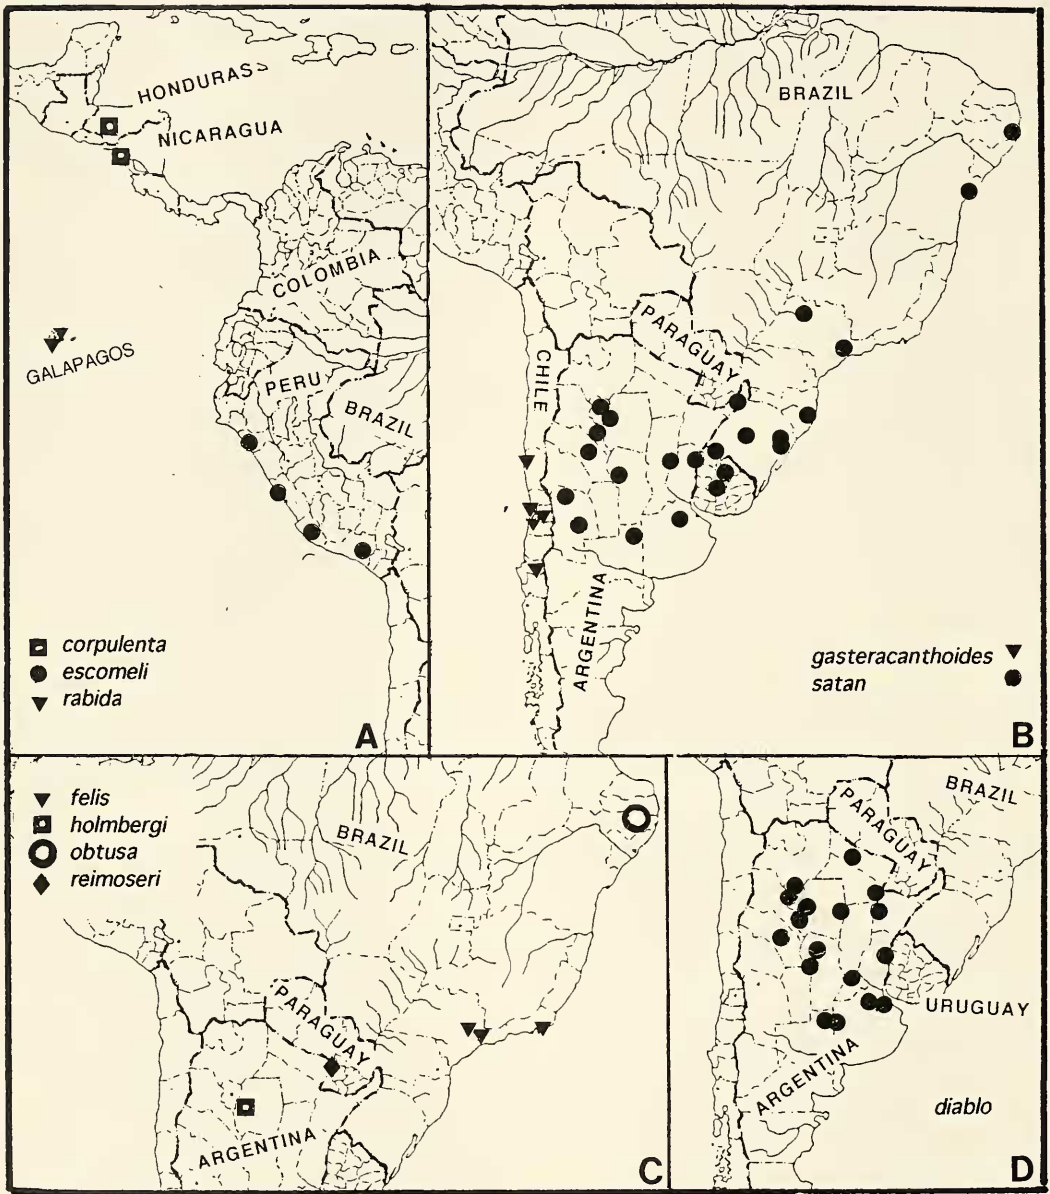 HONDURAS
NICARAGUA
COLOMBIA
GALAPAGOS
PERU
BRAZIL
corpulenta
escomeli
rabida
A
BRAZIL
PARAGUAY
CHILE
ARGENTINA
gasteracanthoides
satan
B
felis
holmbergi
obtusa
reimoseri
BRAZIL
PARAGUAY
ARGENTINA
C
BRAZIL
PARAGUAY
URUGUAY
ARGENTINA
diablo
D